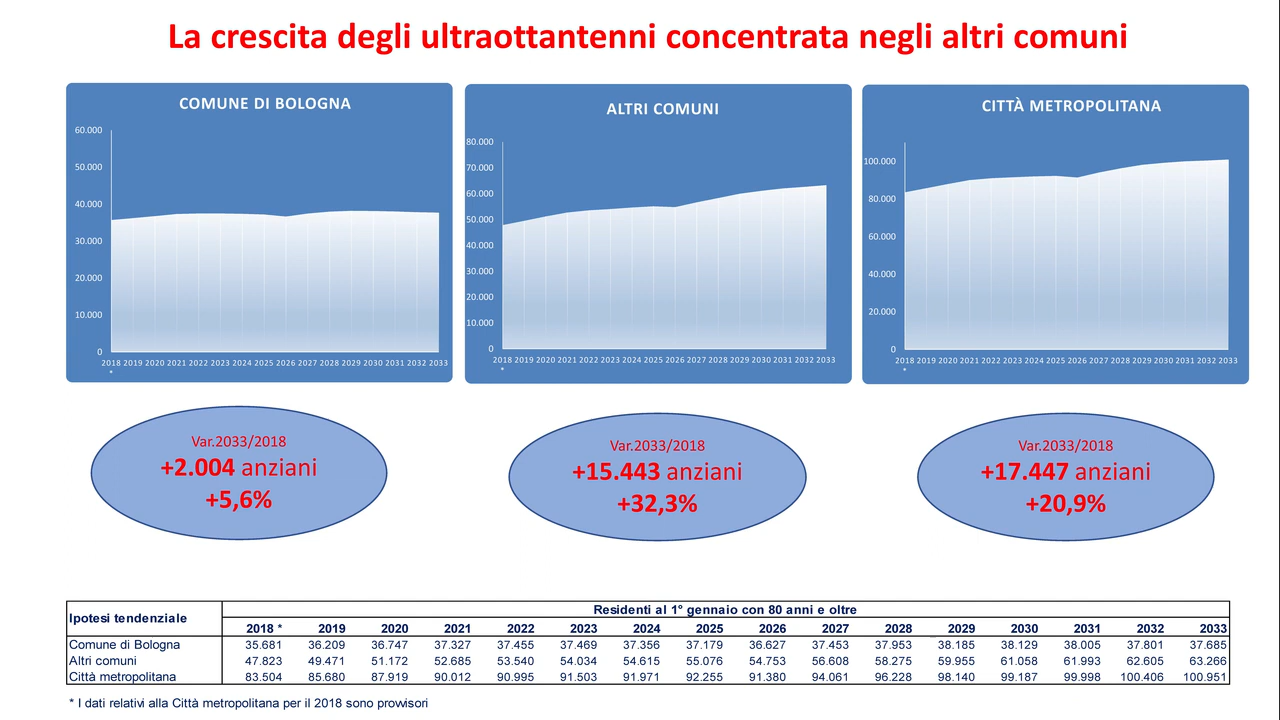 La crescita degli ultraottantenni concentrata negli altri comuni
COMUNE DI BOLOGNA
60.000
50.000
40.000
30.000
20.000
10.000
0
2018 2019 2020 2021 2022 2023 2024 2025 2026 2027 2028 2029 2030 2031 2032 2033
*
ALTRI COMUNI
80.000
70.000
60.000
50.000
40.000
30.000
20.000
10.000
0
2018 2019 2020 2021 2022 2023 2024 2025 2026 2027 2028 2029 2030 2031 2032 2033
*
CITTÀ METROPOLITANA
100.000
80.000
60.000
40.000
20.000
0
2018 2019 2020 2021 2022 2023 2024 2025 2026 2027 2028 2029 2030 2031 2032 2033
*
Var.2033/2018
+2.004 anziani
+5,6%
Var.2033/2018
+15.443 anziani
+32,3%
Var.2033/2018
+17.447 anziani
+20,9%
Ipotesi tendenziale
Residenti al 1° gennaio con 80 anni e oltre
2018 * 2019 2020 2021 2022 2023 2024 2025 2026 2027 2028 2029 2030 2031 2032 2033
Comune di Bologna 35.681 36.209 36.747 37.327 37.455 37.469 37.356 37.179 36.627 37.453 37.953 38.185 38.129 38.005 37.801 37.685
Altri comuni 47.823 49.471 51.172 52.685 53.540 54.034 54.615 55.076 54.753 56.608 58.275 59.955 61.058 61.993 62.605 63.266
Città metropolitana 83.504 85.680 87.919 90.012 90.995 91.503 91.971 92.255 91.380 94.061 96.228 98.140 99.187 99.998 100.406 100.951
* I dati relativi alla Città metropolitana per il 2018 sono provvisori